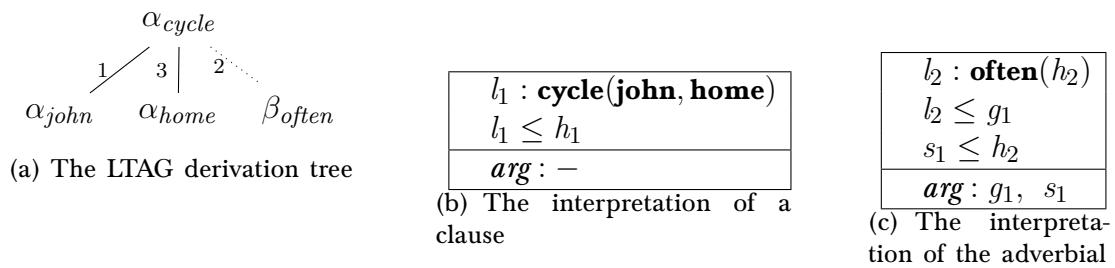 α_cycle
1 3 2
α_john α_home β_often
(a) The LTAG derivation tree
l₁ : cycle(john, home)
l₁ ≤ h₁
arg : −
(b) The interpretation of a
clause
l₂ : often(h₂)
l₂ ≤ g₁
s₁ ≤ h₂
arg : g₁, s₁
(c) The interpreta-
tion of the adverbial